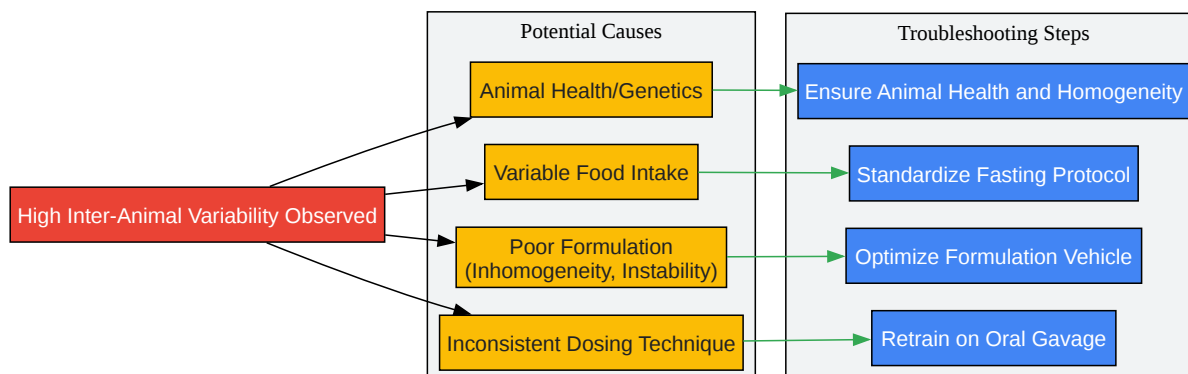 Potential Causes
Troubleshooting Steps
Animal Health/Genetics
Ensure Animal Health and Homogeneity
Variable Food Intake
Standardize Fasting Protocol
High Inter-Animal Variability Observed
Poor Formulation
(Inhomogeneity, Instability)
Optimize Formulation Vehicle
Inconsistent Dosing Technique
Retrain on Oral Gavage